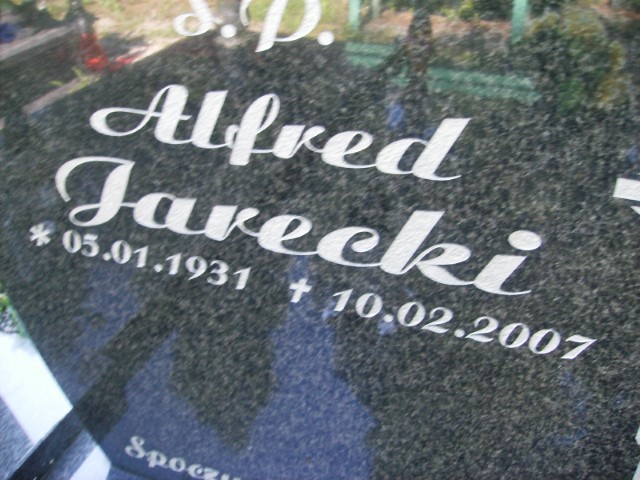 ś.p.
Alfred
Jarecki
* 05.01.1931 † 10.02.2007